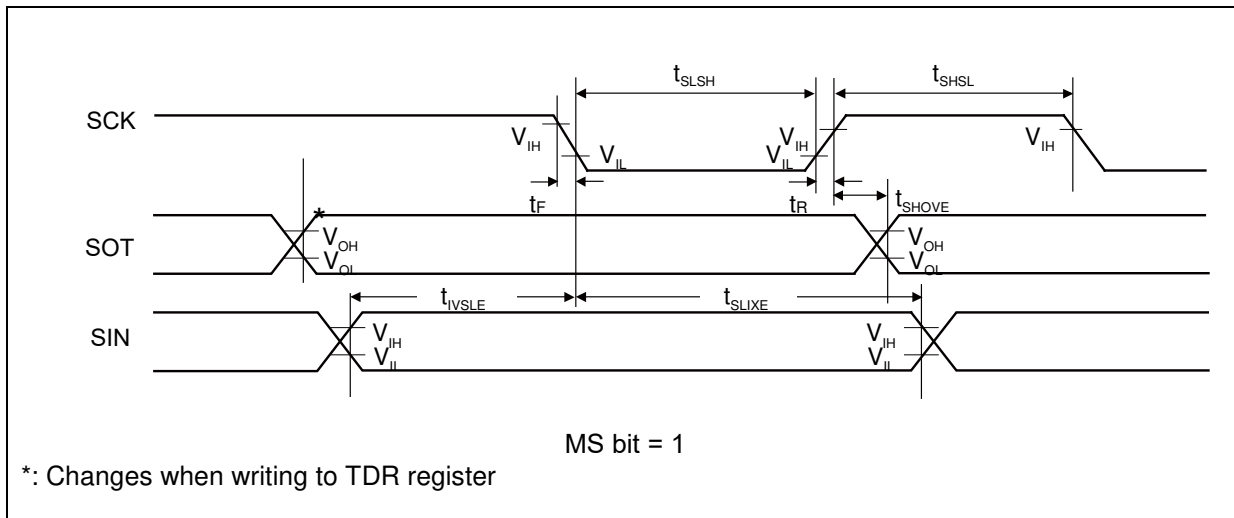 tSLSH tSHSL
SCK
VIH VIL VIH VIL VIH
tF tR tSHOVE
*
SOT
VOH VOL VOH VOL
tIVSLE tSLIXE
SIN
VIH VIL VIH VIL
MS bit = 1
*: Changes when writing to TDR register